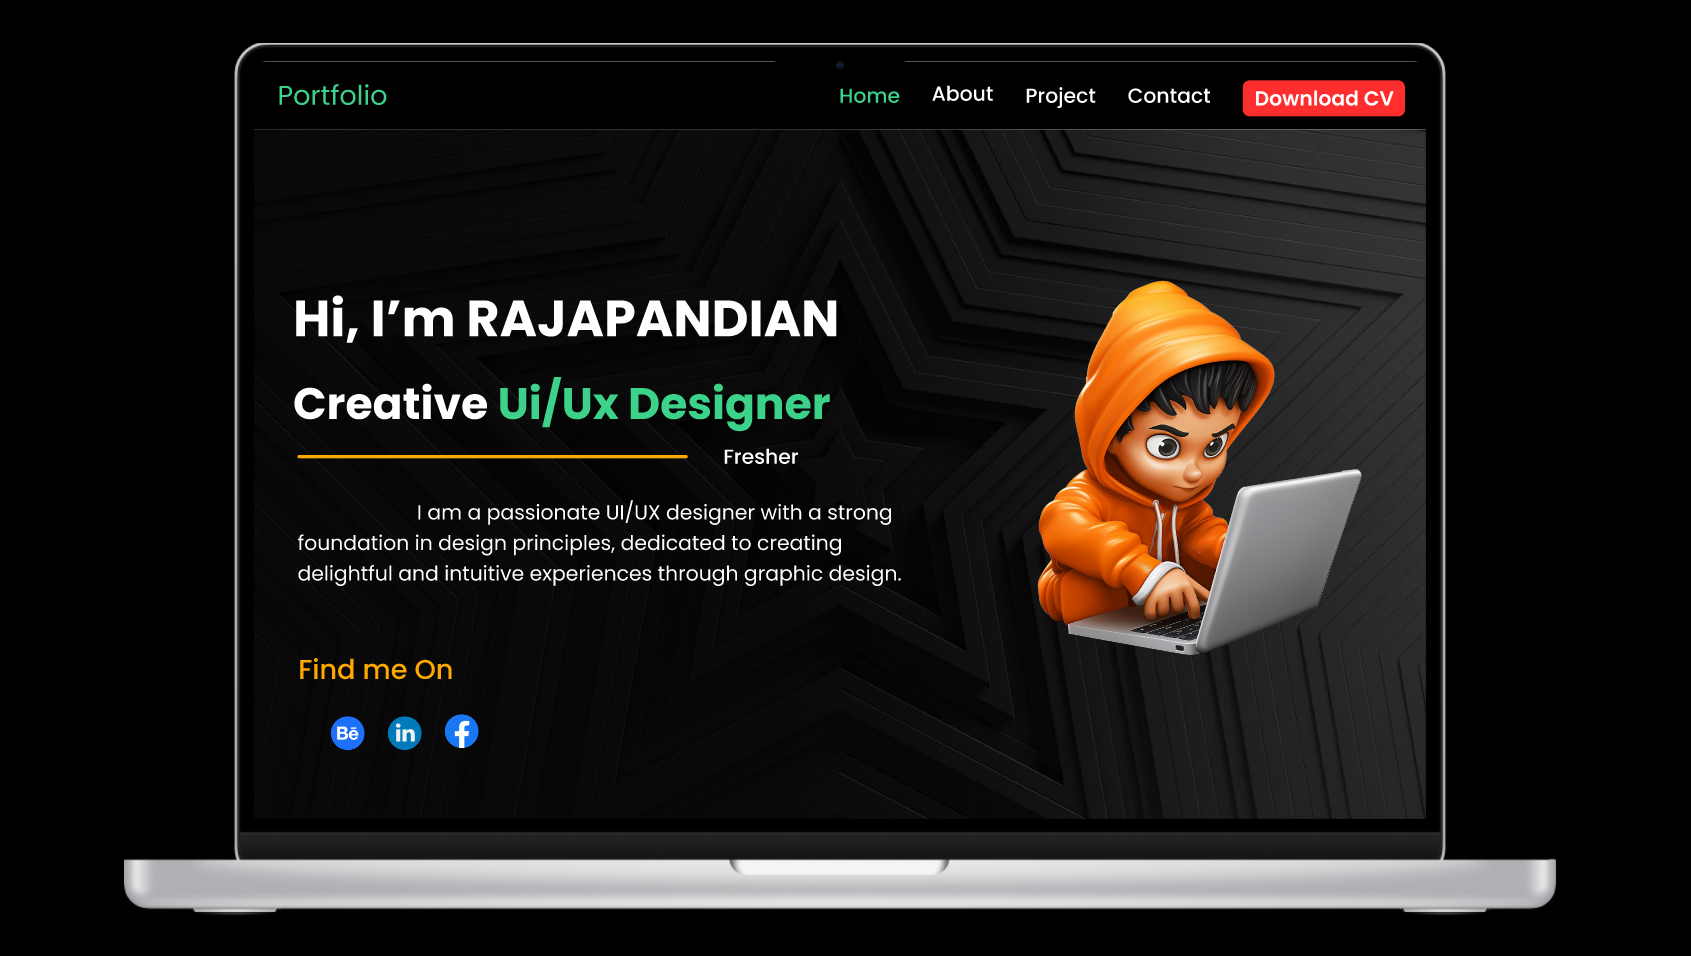 Portfolio
Home About Project Contact Download CV
Hi, I’m RAJAPANDIAN
Creative Ui/Ux Designer
Fresher
I am a passionate UI/UX designer with a strong
foundation in design principles, dedicated to creating
delightful and intuitive experiences through graphic design.
Find me On
Bē in f